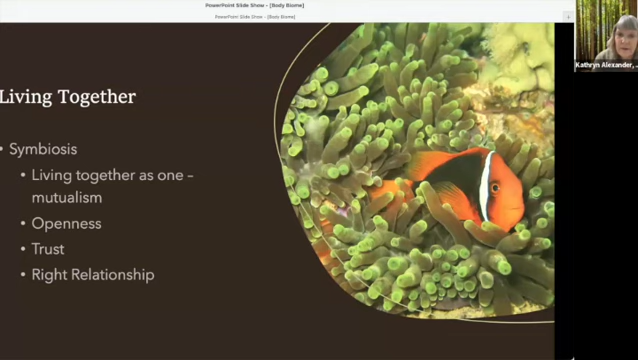 PowerPoint Slide Show - [Body Biome]
PowerPoint Slide Show - [Body Biome]
Kathryn Alexander, ..
Living Together
• Symbiosis
• Living together as one –
mutualism
• Openness
• Trust
• Right Relationship